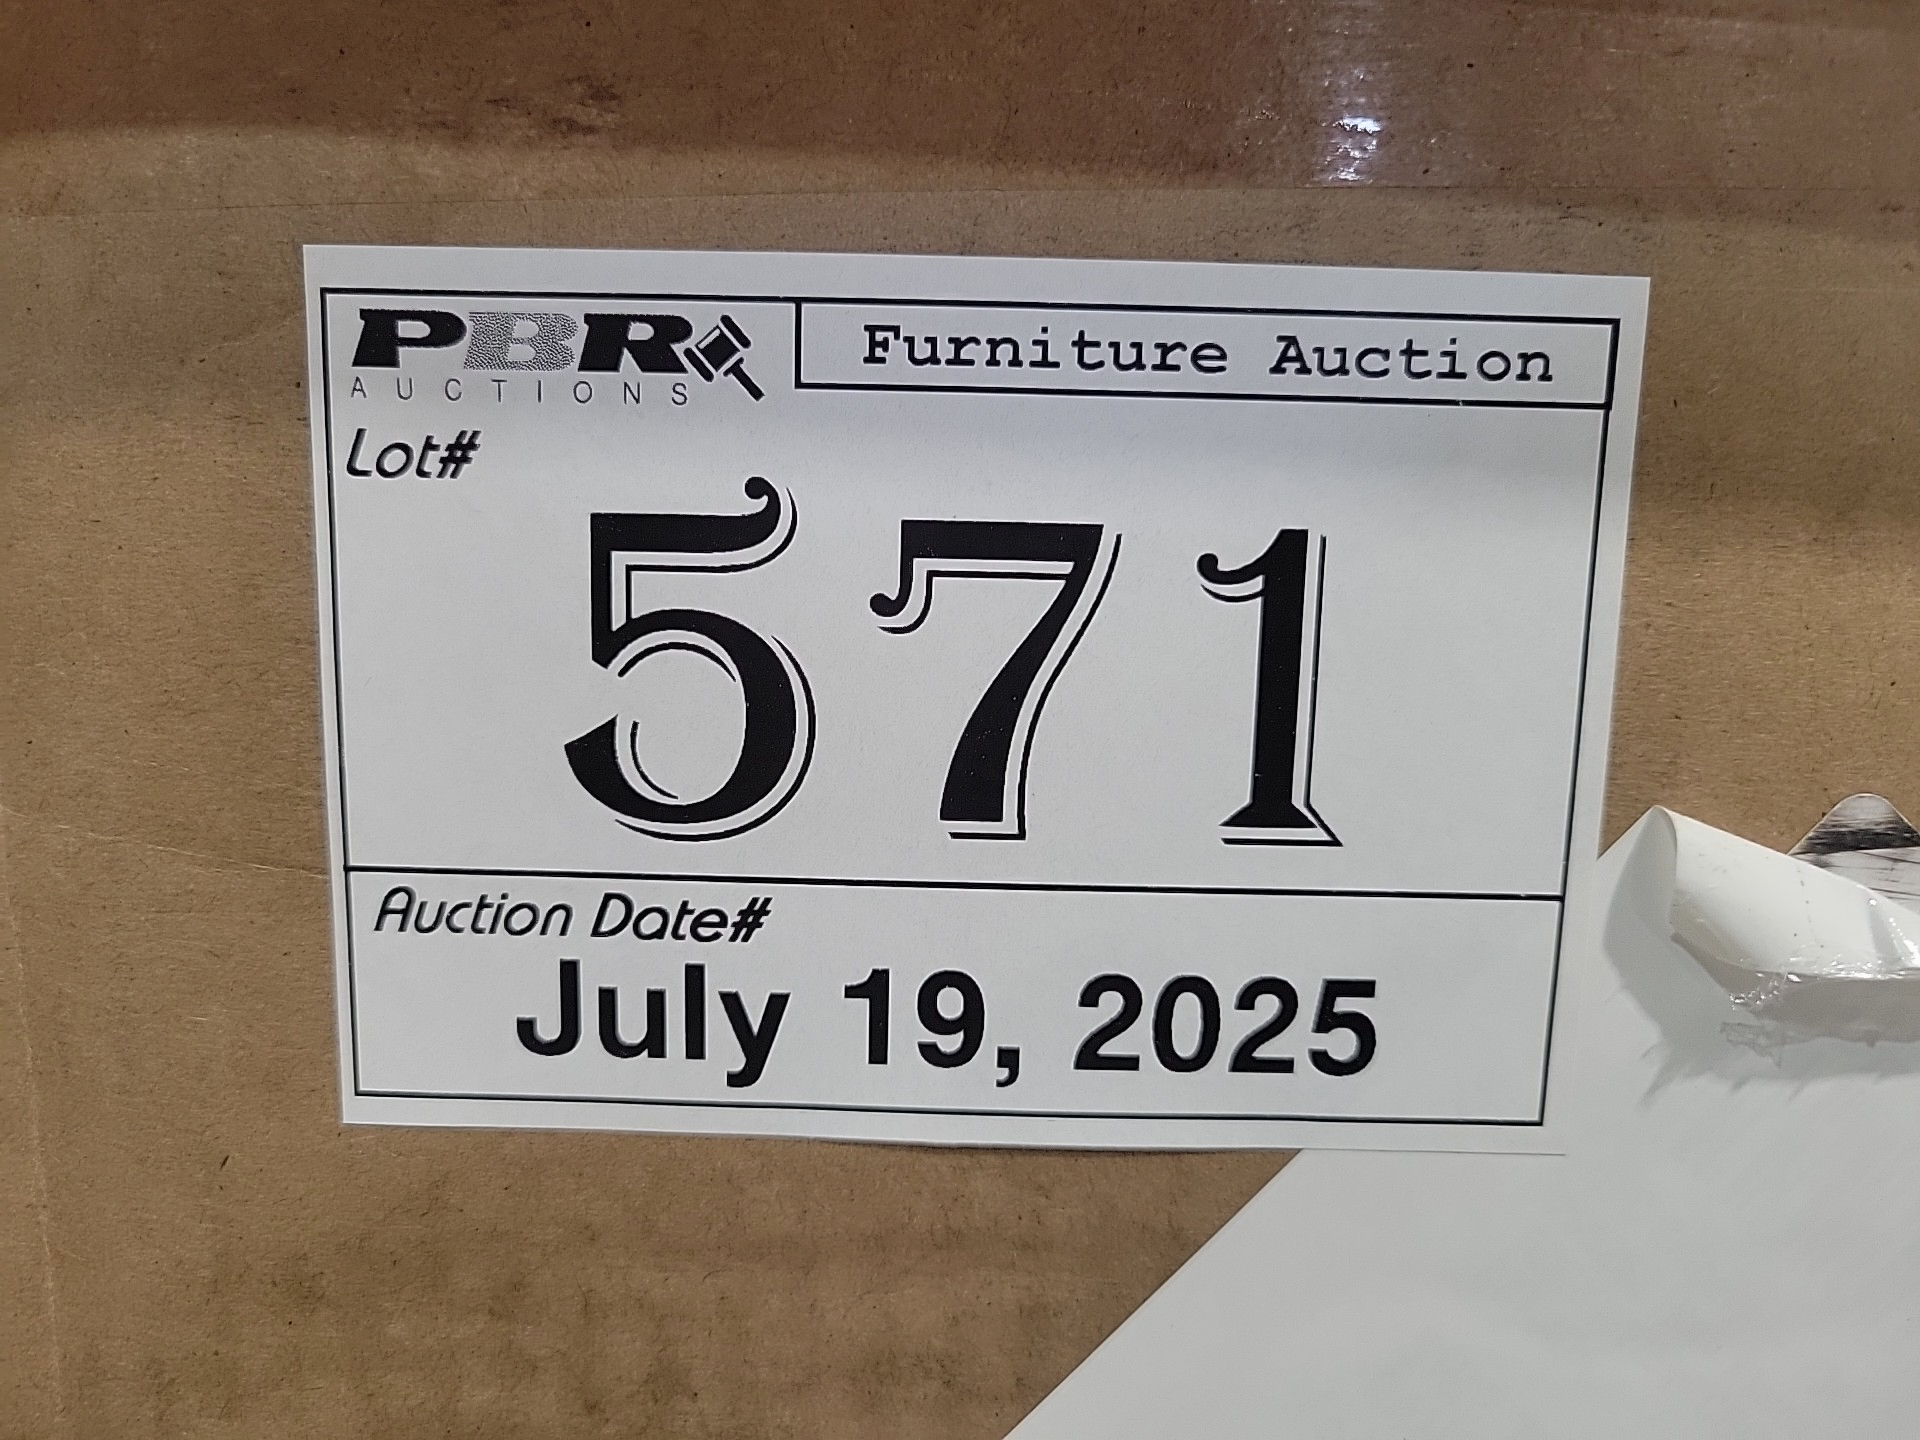 PBR
AUCTIONS
Furniture Auction
Lot#
571
Auction Date#
July 19, 2025